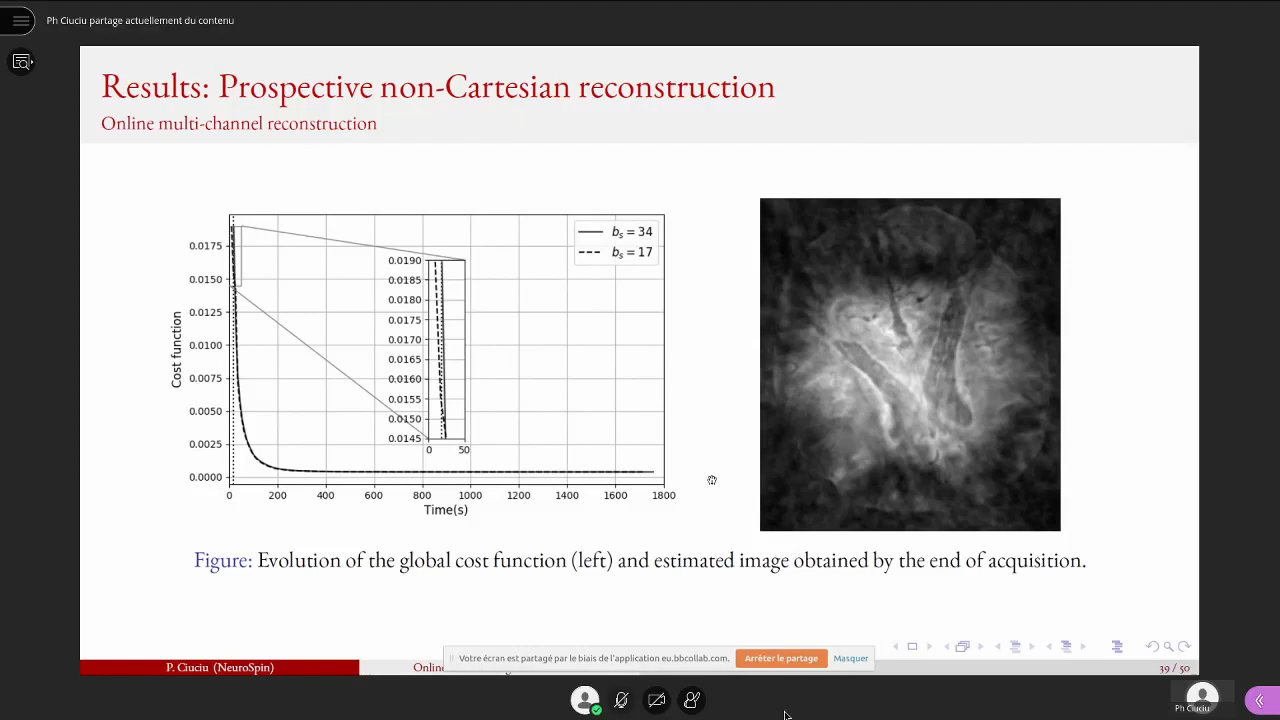 Ph Ciuciu partage actuellement du contenu
Results: Prospective non-Cartesian reconstruction
Online multi-channel reconstruction
Cost function
0.0175
0.0150
0.0125
0.0100
0.0075
0.0050
0.0025
0.0000
0 200 400 600 800 1000 1200 1400 1600 1800
Time(s)
bs = 34
bs = 17
0.0190
0.0185
0.0180
0.0175
0.0170
0.0165
0.0160
0.0155
0.0150
0.0145
0 50
Figure: Evolution of the global cost function (left) and estimated image obtained by the end of acquisition.
Votre écran est partagé par le biais de l'application eu.bbcollab.com. Arrêter le partage Masquer
P. Ciuciu (NeuroSpin) Onlin 39 / 50
Ph Ciuciu